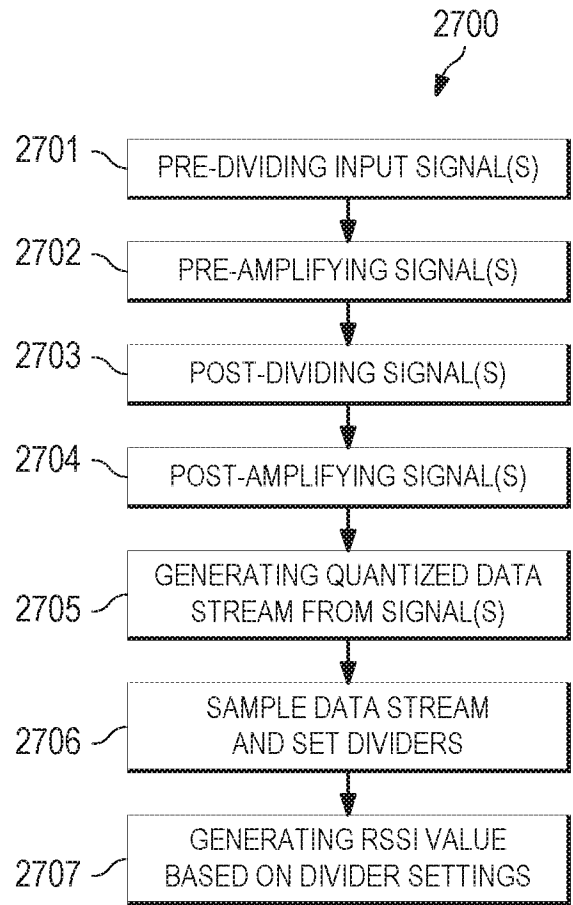 2700
2701
PRE-DIVIDING INPUT SIGNAL(S)
2702
PRE-AMPLIFYING SIGNAL(S)
2703
POST-DIVIDING SIGNAL(S)
2704
POST-AMPLIFYING SIGNAL(S)
2705
GENERATING QUANTIZED DATA
STREAM FROM SIGNAL(S)
2706
SAMPLE DATA STREAM
AND SET DIVIDERS
2707
GENERATING RSSI VALUE
BASED ON DIVIDER SETTINGS